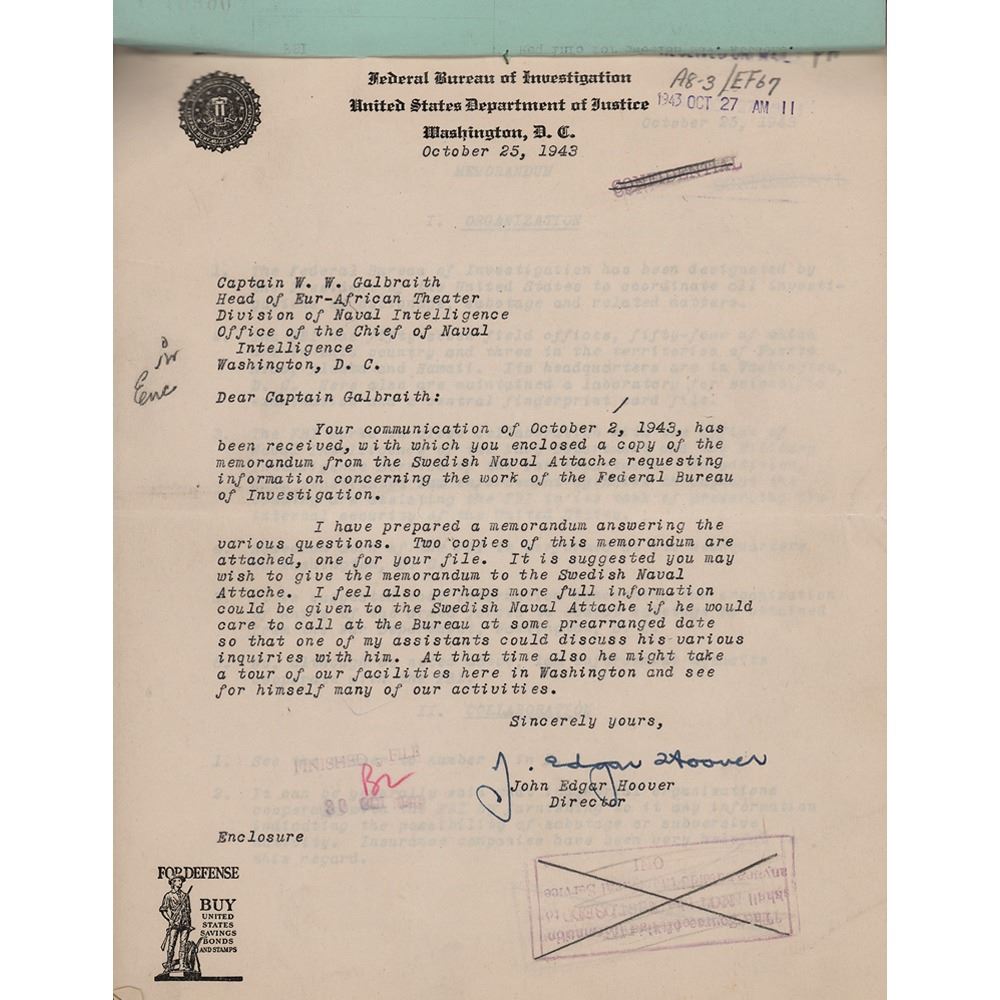 Federal Bureau of Investigation
United States Department of Justice
Washington, D. C.
October 25, 1943
A8-3/EF67
1943 OCT 27 AM 11
CONFIDENTIAL
Captain W. W. Galbraith
Head of Eur-African Theater
Division of Naval Intelligence
Office of the Chief of Naval
Intelligence
Washington, D. C.
Enc
Dear Captain Galbraith:
Your communication of October 2, 1943, has
been received, with which you enclosed a copy of the
memorandum from the Swedish Naval Attache requesting
information concerning the work of the Federal Bureau
of Investigation.
I have prepared a memorandum answering the
various questions. Two copies of this memorandum are
attached, one for your file. It is suggested you may
wish to give the memorandum to the Swedish Naval
Attache. I feel also perhaps more full information
could be given to the Swedish Naval Attache if he would
care to call at the Bureau at some prearranged date
so that one of my assistants could discuss his various
inquiries with him. At that time also he might take
a tour of our facilities here in Washington and see
for himself many of our activities.
Sincerely yours,
J. Edgar Hoover
John Edgar Hoover
Director
FINISHED FILE
30 OCT
Enclosure
FOR DEFENSE
BUY
UNITED
STATES
SAVINGS
BONDS
AND STAMPS